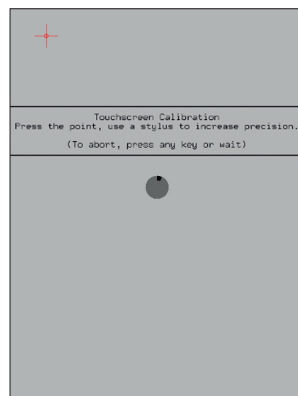 Touchscreen Calibration
Press the point, use a stylus to increase precision.
(To abort, press any key or wait)